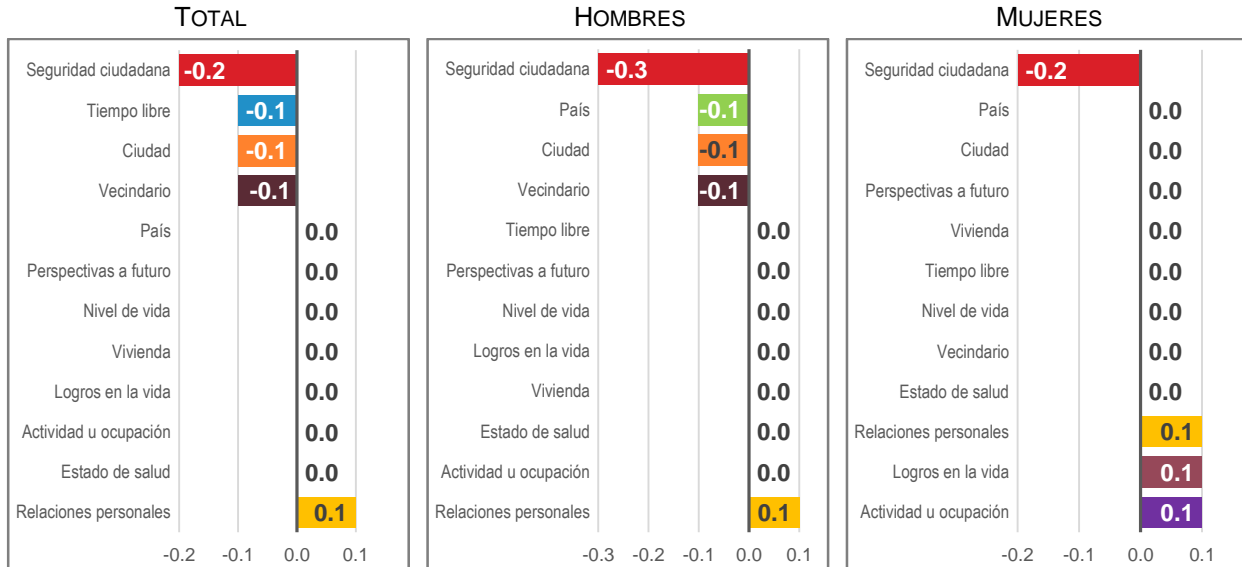 TOTAL
Seguridad ciudadana -0.2
Tiempo libre -0.1
Ciudad -0.1
Vecindario -0.1
País 0.0
Perspectivas a futuro 0.0
Nivel de vida 0.0
Vivienda 0.0
Logros en la vida 0.0
Actividad u ocupación 0.0
Estado de salud 0.0
Relaciones personales 0.1
-0.2 -0.1 0.0 0.1
HOMBRES
Seguridad ciudadana -0.3
País -0.1
Ciudad -0.1
Vecindario -0.1
Tiempo libre 0.0
Perspectivas a futuro 0.0
Nivel de vida 0.0
Logros en la vida 0.0
Vivienda 0.0
Estado de salud 0.0
Actividad u ocupación 0.0
Relaciones personales 0.1
-0.3 -0.2 -0.1 0.0 0.1
MUJERES
Seguridad ciudadana -0.2
País 0.0
Ciudad 0.0
Perspectivas a futuro 0.0
Vivienda 0.0
Tiempo libre 0.0
Nivel de vida 0.0
Vecindario 0.0
Estado de salud 0.0
Relaciones personales 0.1
Logros en la vida 0.1
Actividad u ocupación 0.1
-0.2 -0.1 0.0 0.1